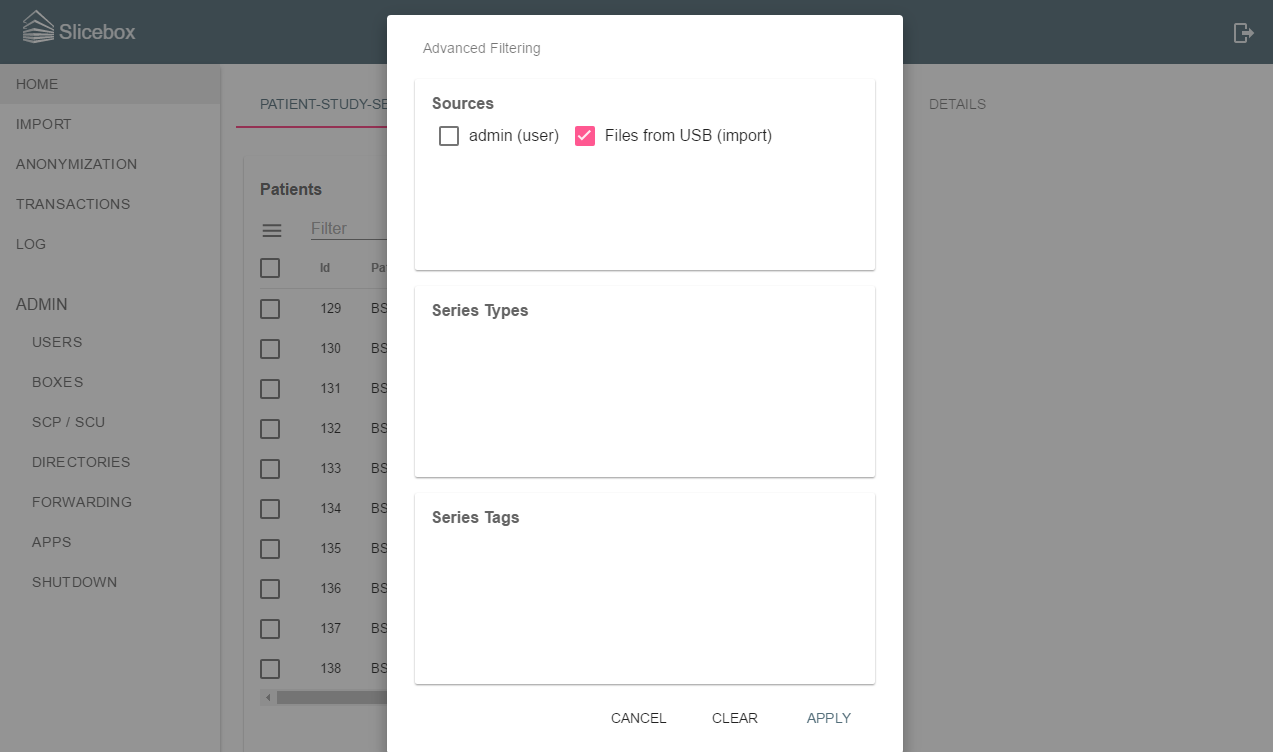 Slicebox
HOME
IMPORT
ANONYMIZATION
TRANSACTIONS
LOG
ADMIN
USERS
BOXES
SCP / SCU
DIRECTORIES
FORWARDING
APPS
SHUTDOWN
PATIENT-STUDY-SE
DETAILS
Patients
Filter
Id Pa
129 BS
130 BS
131 BS
132 BS
133 BS
134 BS
135 BS
136 BS
137 BS
138 BS
Advanced Filtering
Sources
admin (user) Files from USB (import)
Series Types
Series Tags
CANCEL CLEAR APPLY